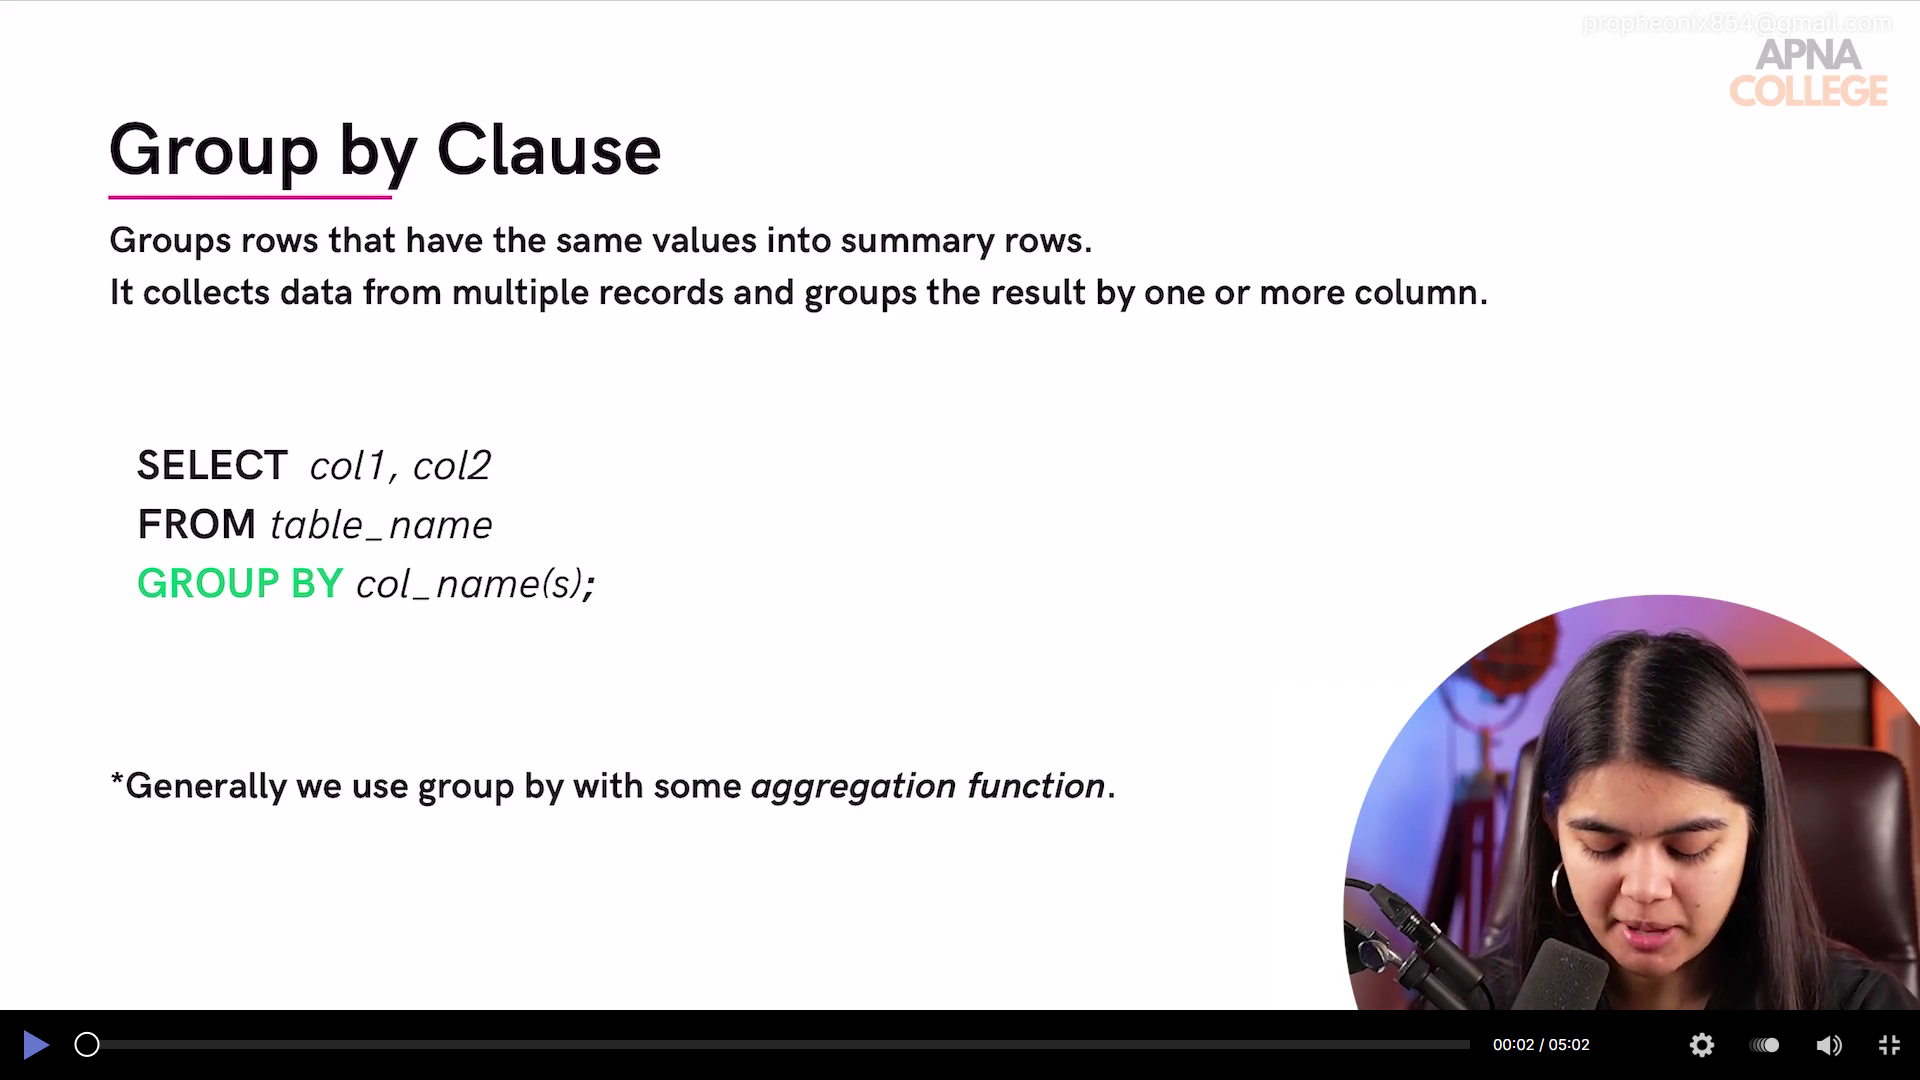 propheonix854@gmail.com
APNA
COLLEGE
Group by Clause
Groups rows that have the same values into summary rows.
It collects data from multiple records and groups the result by one or more column.
SELECT col1, col2
FROM table_name
GROUP BY col_name(s);
*Generally we use group by with some aggregation function.
00:02 / 05:02